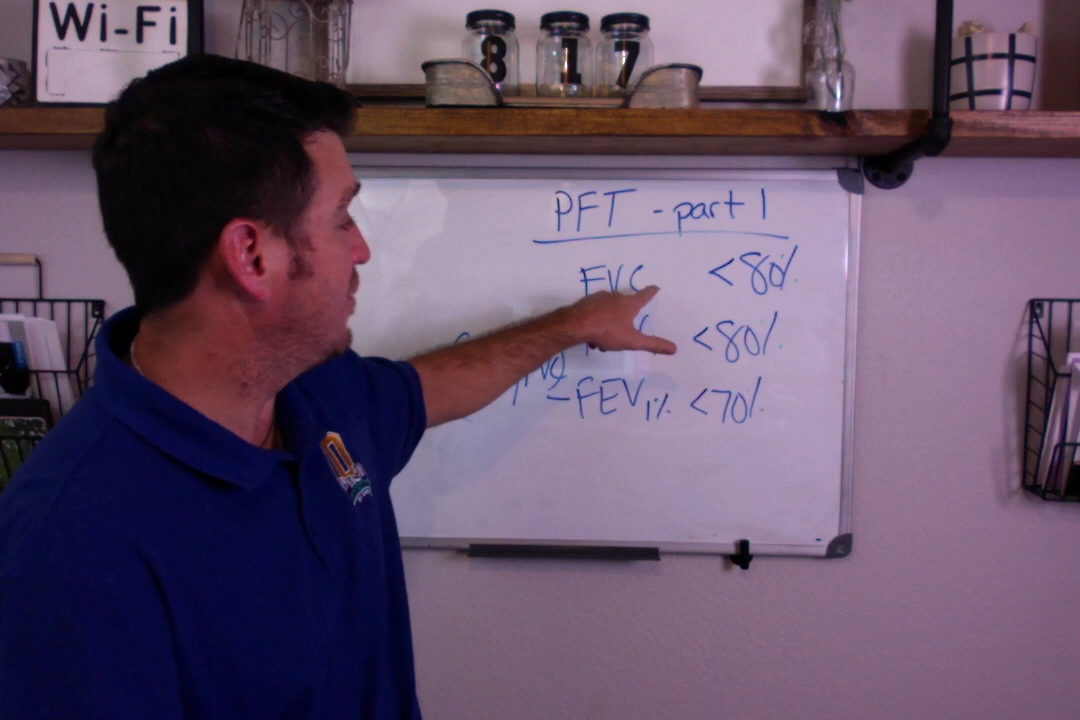 Wi-Fi
8 1 7
PFT - part 1
FVC <80%
<80%
= FEV1% <70%